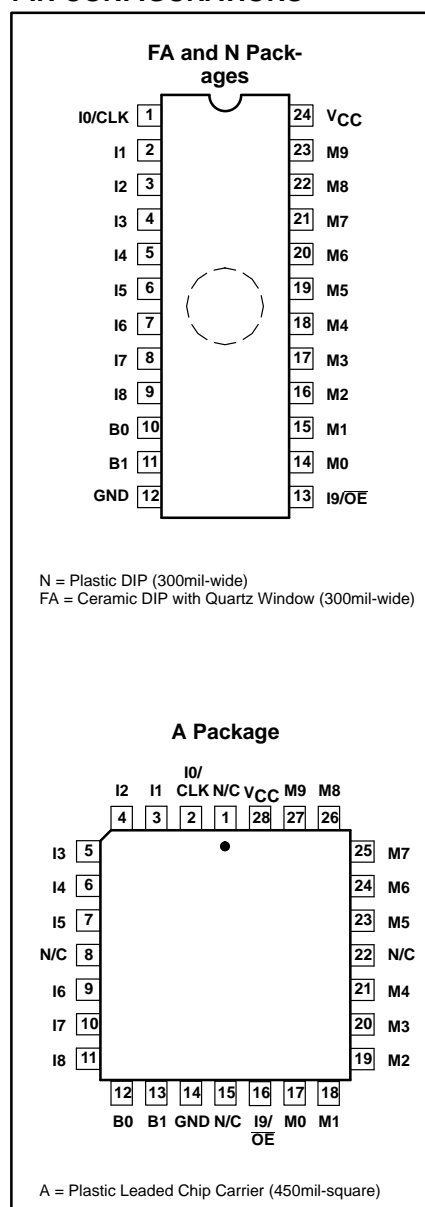 FA and N Pack-
ages
I0/CLK 1 24 VCC
I1 2 23 M9
I2 3 22 M8
I3 4 21 M7
I4 5 20 M6
I5 6 19 M5
I6 7 18 M4
I7 8 17 M3
I8 9 16 M2
B0 10 15 M1
B1 11 14 M0
GND 12 13 I9/O̅E̅
N = Plastic DIP (300mil-wide)
FA = Ceramic DIP with Quartz Window (300mil-wide)
A Package
I0/
I2 I1 CLK N/C VCC M9 M8
4 3 2 1 28 27 26
I3 5 25 M7
I4 6 24 M6
I5 7 23 M5
N/C 8 22 N/C
I6 9 21 M4
I7 10 20 M3
I8 11 19 M2
12 13 14 15 16 17 18
B0 B1 GND N/C I9/ M0 M1
O̅E̅
A = Plastic Leaded Chip Carrier (450mil-square)